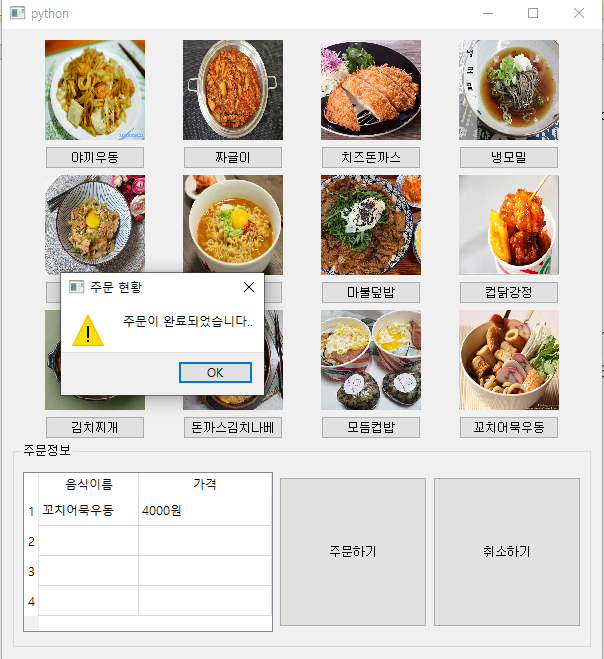 python
냉
모
밀
야끼우동
짜글이
치즈돈까스
냉모밀
마불덮밥
컵닭강정
주문 현황
주문이 완료되었습니다..
OK
김치찌개
돈까스김치나베
모듬컵밥
꼬치어묵우동
주문정보
음식이름
가격
1
꼬치어묵우동
4000원
2
3
4
주문하기
취소하기